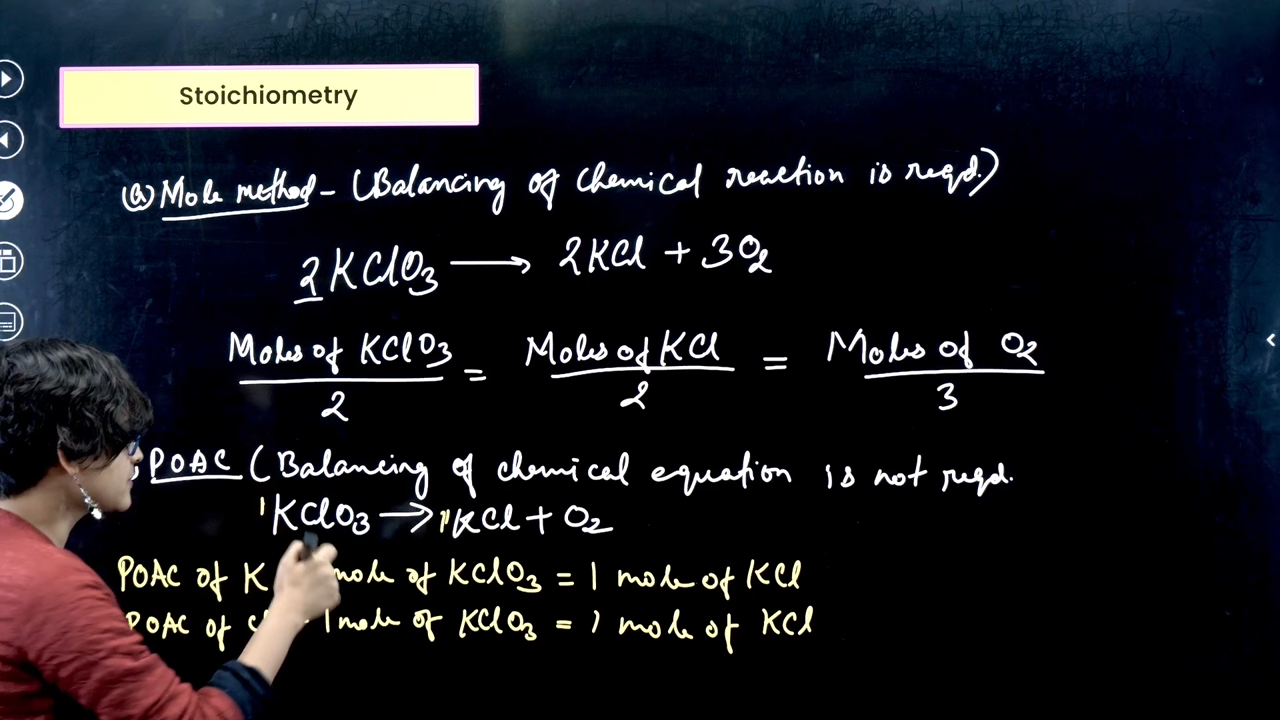 Stoichiometry
(a) Mole method - (Balancing of chemical reaction is reqd.)
2KClO₃ ⟶ 2KCl + 3O₂
Moles of KClO₃ / 2 = Moles of KCl / 2 = Moles of O₂ / 3
POAC (Balancing of chemical equation is not reqd.
1KClO₃ ⟶ 1KCl + O₂
POAC of K mole of KClO₃ = 1 mole of KCl
POAC of 1 mole of KClO₃ = 1 mole of KCl